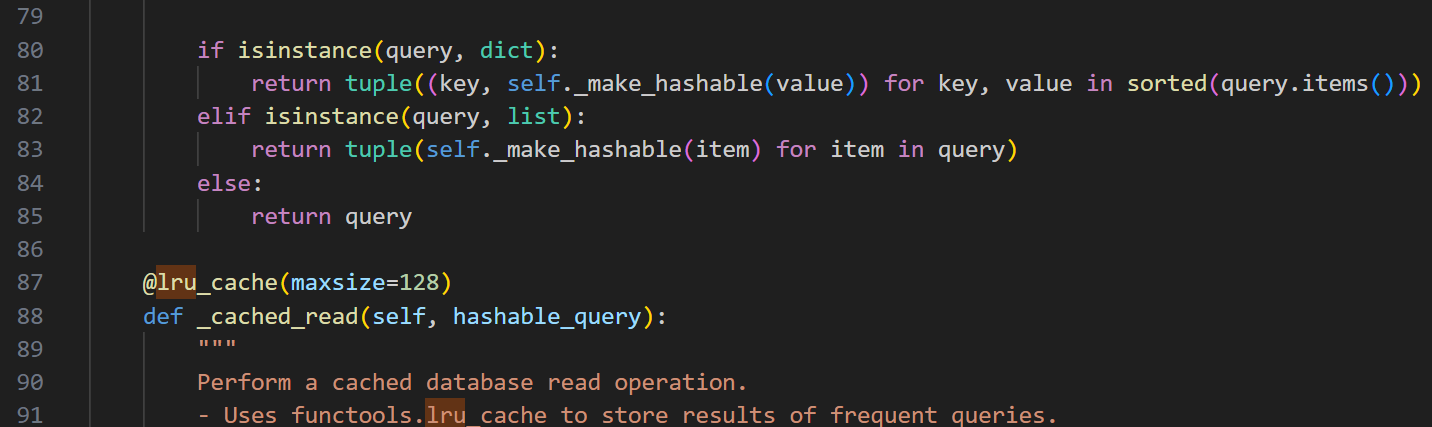 79
80 if isinstance(query, dict):
81 return tuple((key, self._make_hashable(value)) for key, value in sorted(query.items()))
82 elif isinstance(query, list):
83 return tuple(self._make_hashable(item) for item in query)
84 else:
85 return query
86
87 @lru_cache(maxsize=128)
88 def _cached_read(self, hashable_query):
89 """
90 Perform a cached database read operation.
91 - Uses functools.lru_cache to store results of frequent queries.